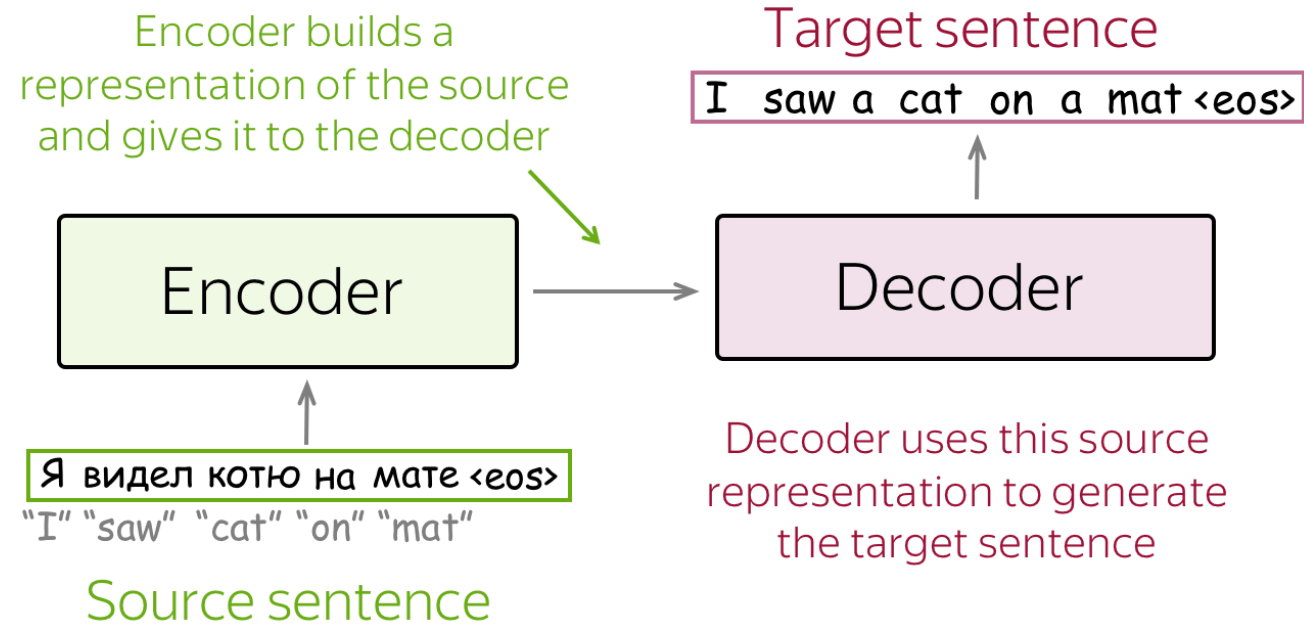 Encoder builds a
representation of the source
and gives it to the decoder
Target sentence
I saw a cat on a mat <eos>
Encoder
Decoder
Я видел котю на мате <eos>
“I” “saw” “cat” “on” “mat”
Source sentence
Decoder uses this source
representation to generate
the target sentence